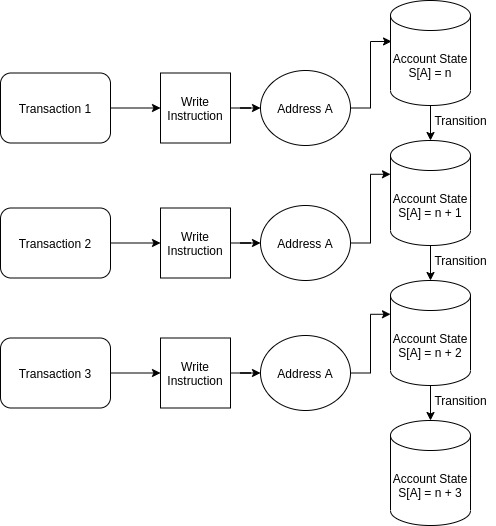 Account State
S[A] = n
Transaction 1
Write
Instruction
Address A
Transition
Account State
S[A] = n + 1
Transaction 2
Write
Instruction
Address A
Transition
Account State
S[A] = n + 2
Transaction 3
Write
Instruction
Address A
Transition
Account State
S[A] = n + 3